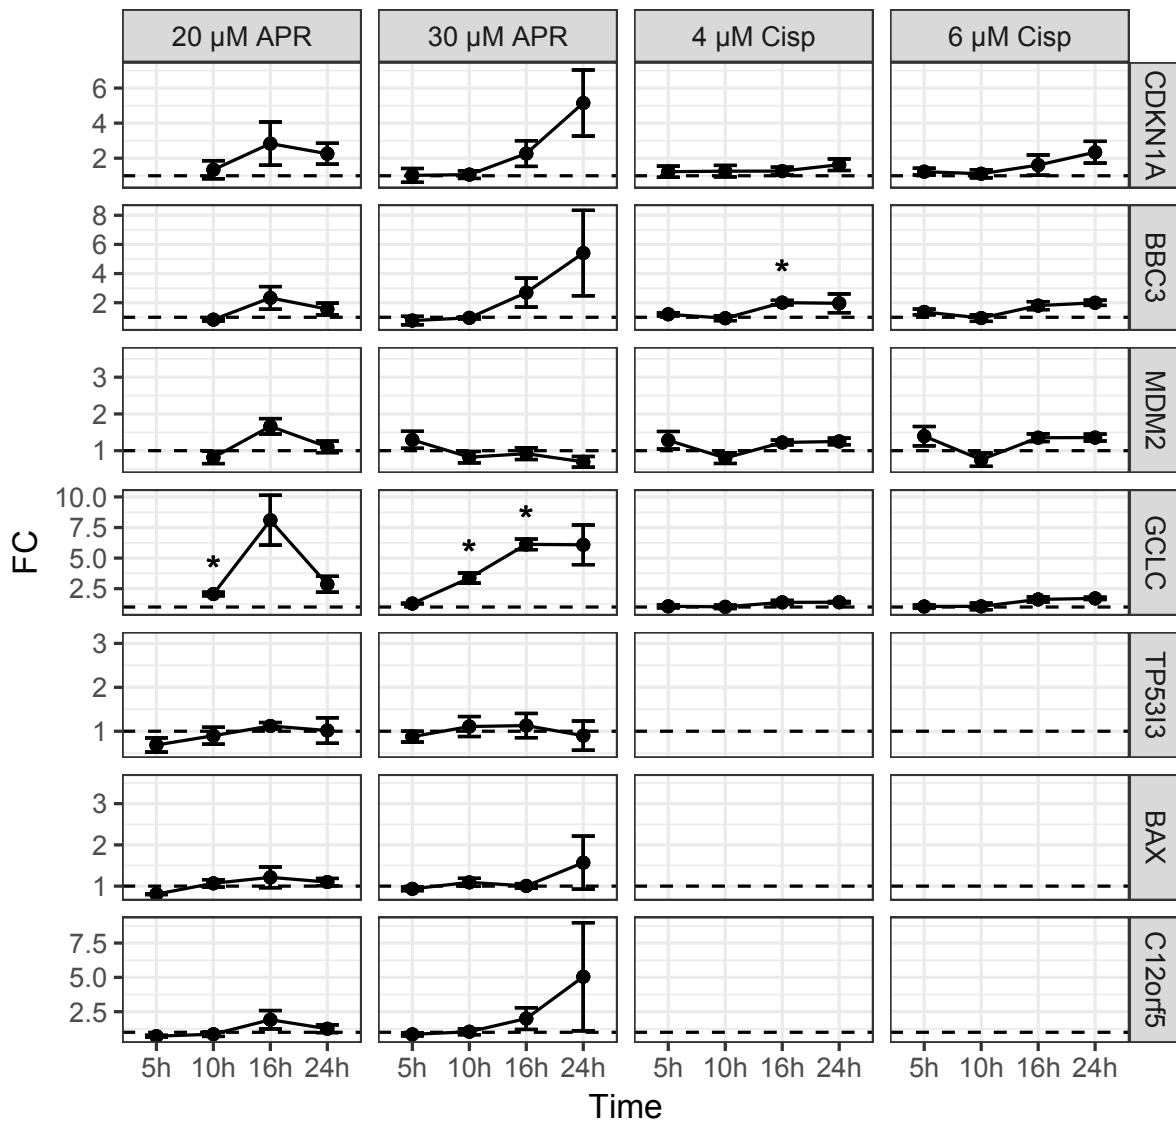 20 µM APR
30 µM APR
4 µM Cisp
6 µM Cisp
6
4
2
CDKN1A
8
6
4
2
*
BBC3
3
2
1
MDM2
10.0
7.5
5.0
2.5
*
*
*
GCLC
3
2
1
TP53I3
3
2
1
BAX
7.5
5.0
2.5
C12orf5
FC
5h 10h 16h 24h
5h 10h 16h 24h
5h 10h 16h 24h
5h 10h 16h 24h
Time